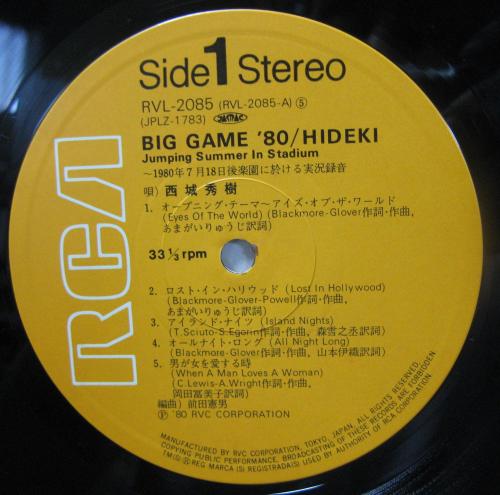 Side 1 Stereo
RVL-2085 (RVL-2085-A) ⑤
(JPLZ-1783) JASRAC
BIG GAME '80/HIDEKI
Jumping Summer In Stadium
〜1980年7月18日後楽園に於ける実況録音
唄) 西城秀樹
1. オープニング・テーマ〜アイズ・オブ・ザ・ワールド
(Eyes Of The World) (Blackmore-Glover作詞・作曲,
あまがいりゅうじ訳詞)
33 1/3 rpm
2. ロスト・イン・ハリウッド (Lost In Hollywood)
(Blackmore-Glover-Powell作詞・作曲,
あまがいりゅうじ訳詞)
3. アイランド・ナイツ (Island Nights)
(T.Sciuto-S.Egorin作詞・作曲, 森雪之丞訳詞)
4. オールナイト・ロング (All Night Long)
(Blackmore-Glover作詞・作曲, 山本伊織訳詞)
5. 男が女を愛する時
(When A Man Loves A Woman)
(C.Lewis-A.Wright作詞・作曲,
岡田冨美子訳詞)
編曲) 前田憲男
Ⓟ '80 RVC CORPORATION
RCA
MANUFACTURED BY RVC CORPORATION, TOKYO, JAPAN. ALL RIGHTS RESERVED.
COPYING PUBLIC PERFORMANCE, BROADCASTING OF THESE RECORDS ARE FORBIDDEN.
TM(S) ® REG MARCA (S) REGISTRADA(S) USED BY AUTHORITY OF RCA CORPORATION